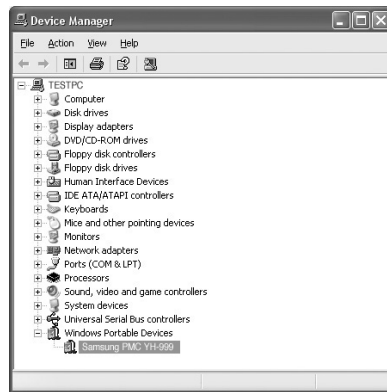 Device Manager
File Action View Help
TESTPC
Computer
Disk drives
Display adapters
DVD/CD-ROM drives
Floppy disk controllers
Floppy disk drives
Human Interface Devices
IDE ATA/ATAPI controllers
Keyboards
Mice and other pointing devices
Monitors
Network adapters
Ports (COM & LPT)
Processors
Sound, video and game controllers
System devices
Universal Serial Bus controllers
Windows Portable Devices
Samsung PMC YH-999